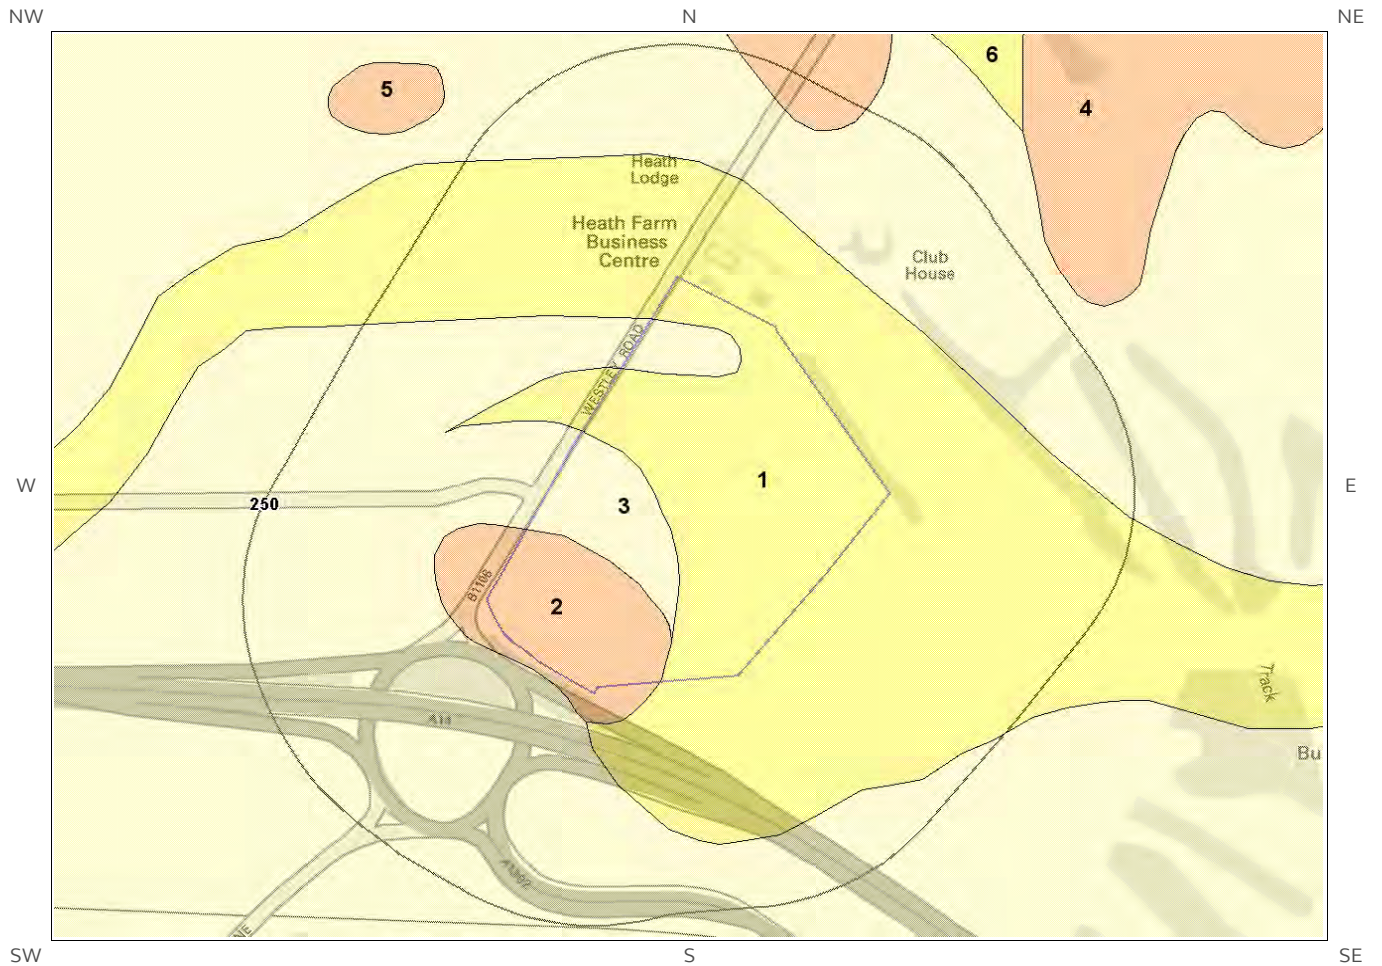 NW N NE
6
5
4
Heath
Lodge
Heath Farm
Business
Centre
Club
House
WESTLEY ROAD
1
W E
250
3
B1106
2
Track
A14
Bu
A1302
NE
SW S SE